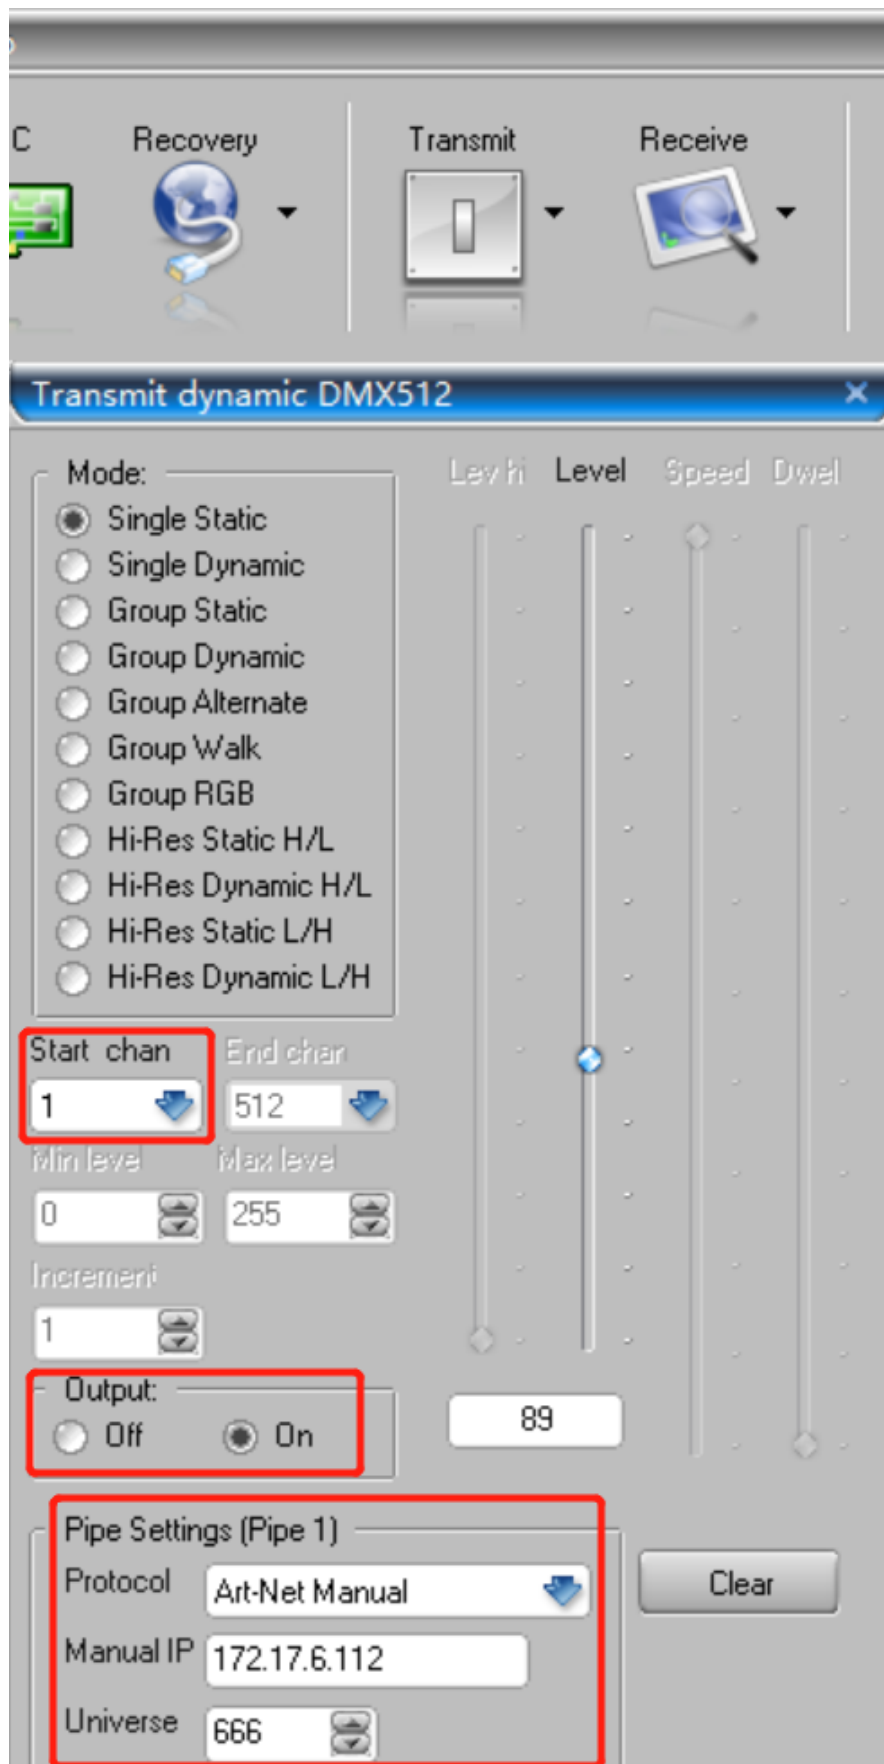 C Recovery Transmit Receive
Transmit dynamic DMX512
Mode:
Single Static
Single Dynamic
Group Static
Group Dynamic
Group Alternate
Group Walk
Group RGB
Hi-Res Static H/L
Hi-Res Dynamic H/L
Hi-Res Static L/H
Hi-Res Dynamic L/H
Lev hi Level Speed Dwell
Start chan End chan
1 512
Min level Max level
0 255
Increment
1
Output:
Off On
89
Pipe Settings (Pipe 1)
Protocol Art-Net Manual
Clear
Manual IP 172.17.6.112
Universe 666